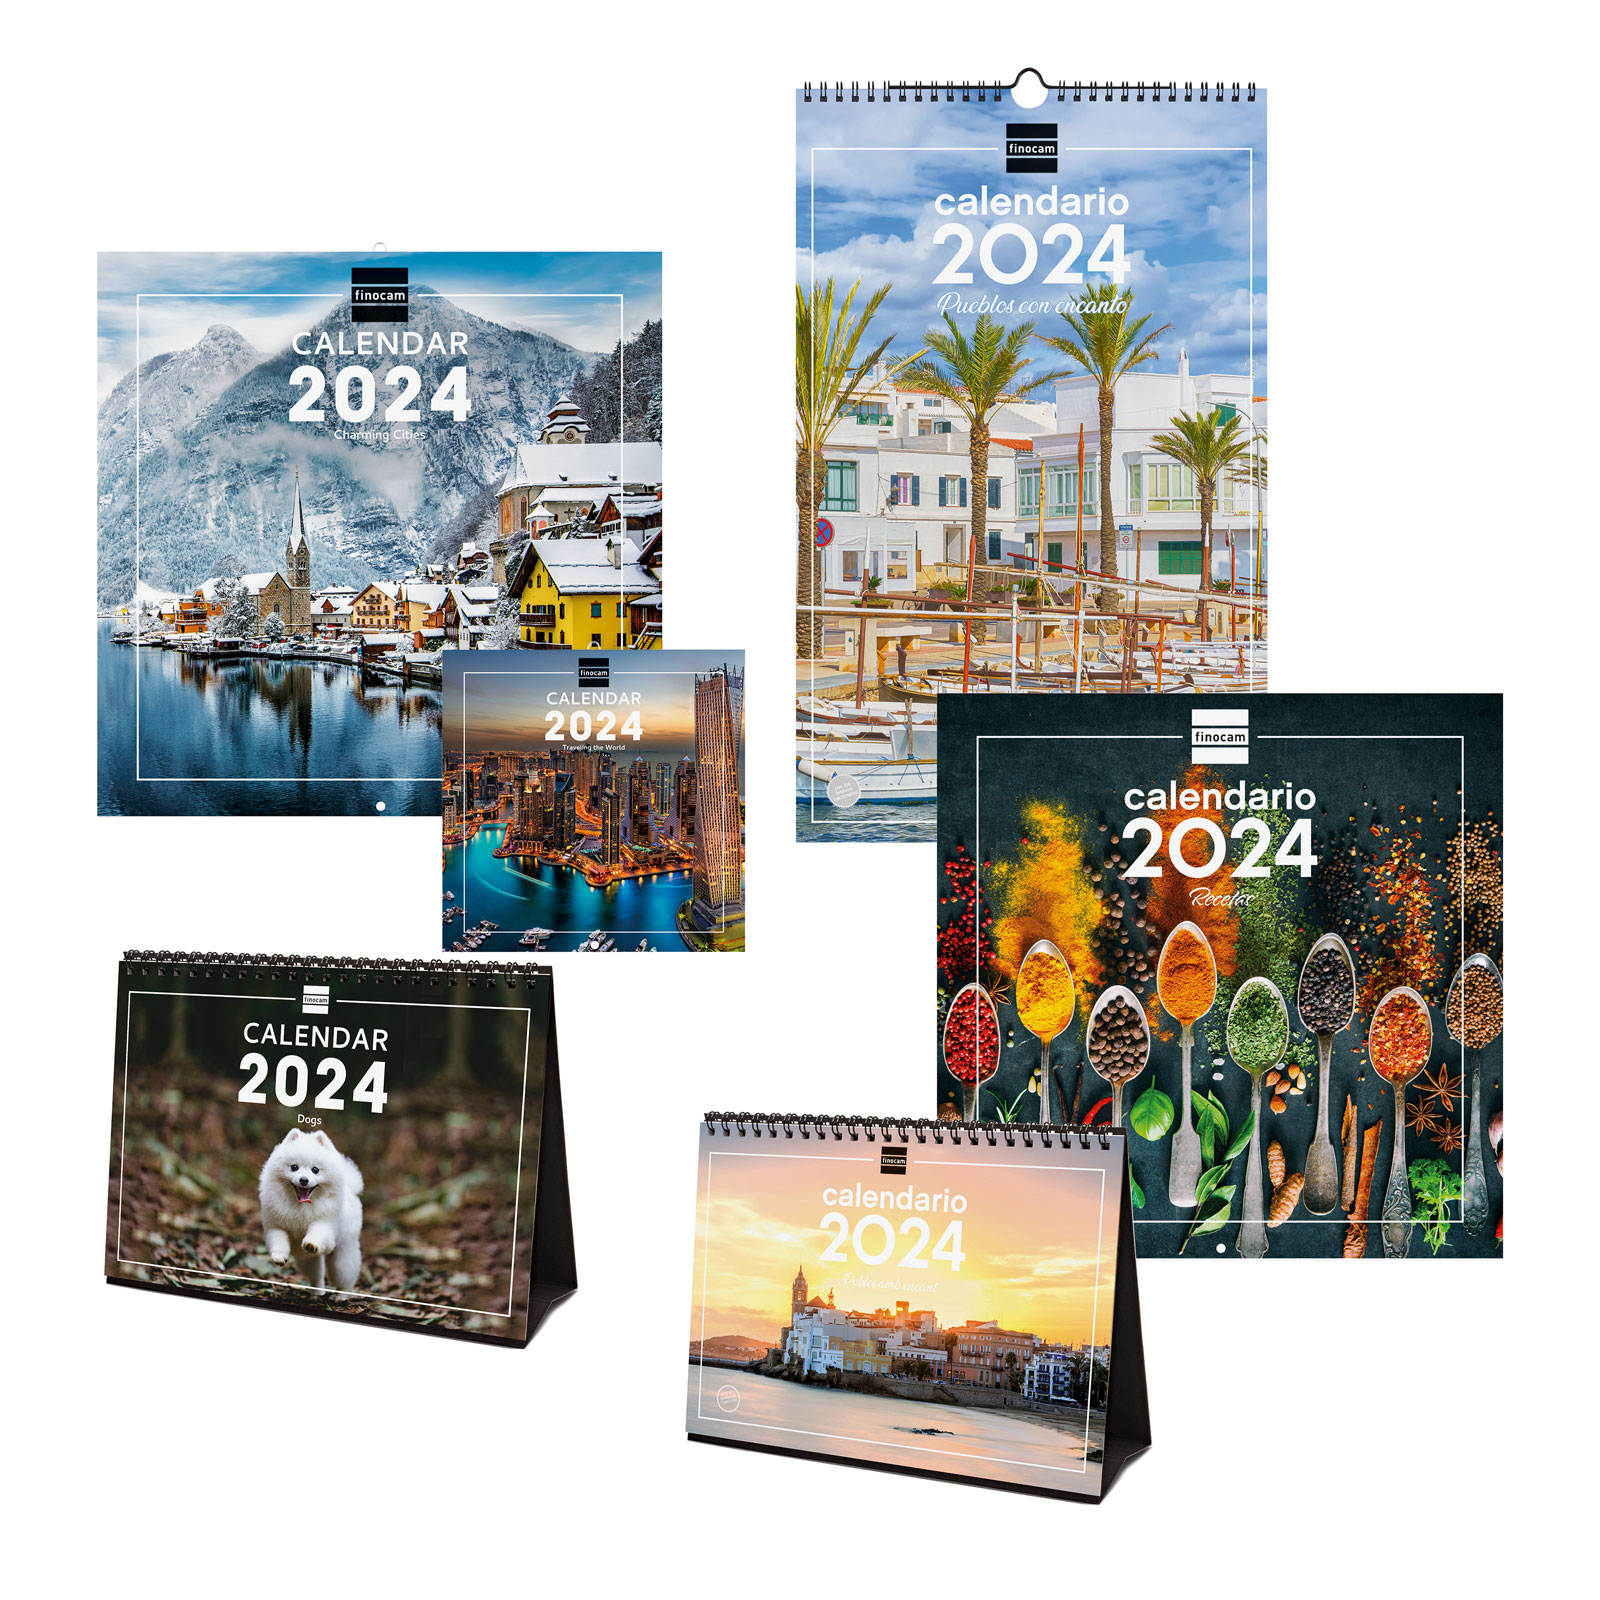 finocam
CALENDAR
2024
Charming Cities
finocam
calendario
2024
Pueblos con encanto
finocam
CALENDAR
2024
Traveling the World
finocam
calendario
2024
Recetas
finocam
CALENDAR
2024
Dogs
finocam
calendario
2024
Pobles amb encant